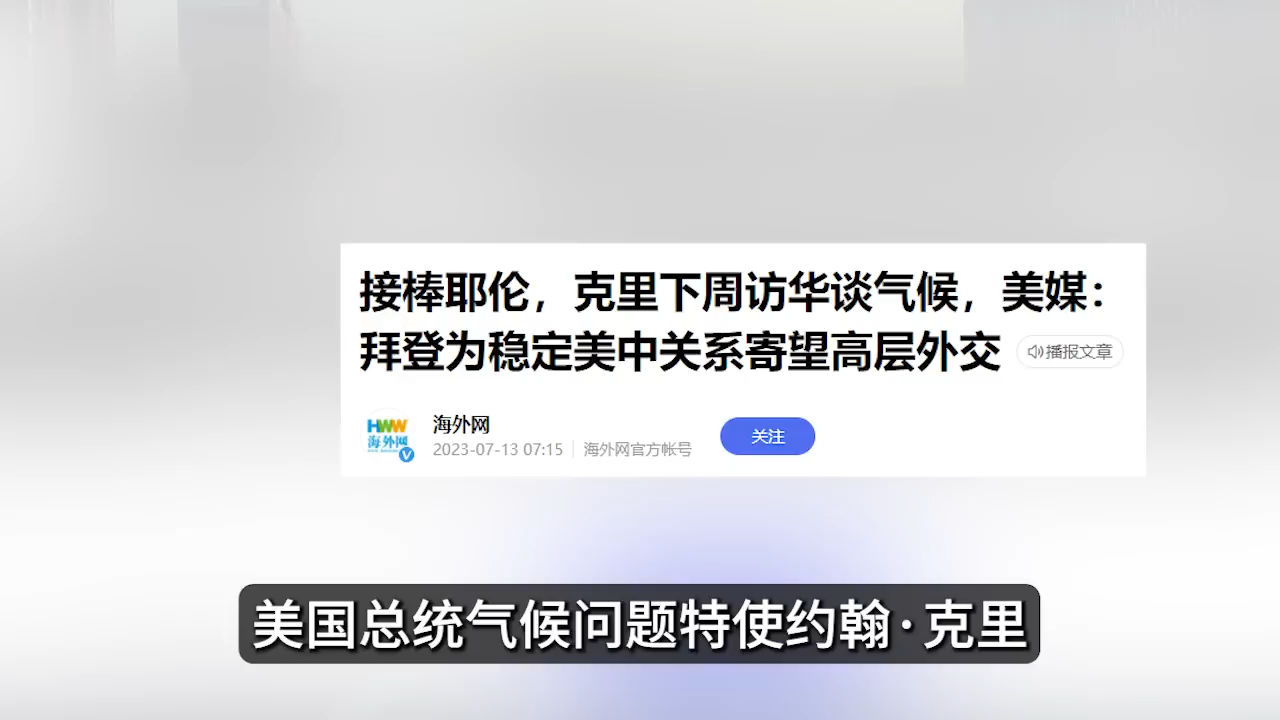 接棒耶伦，克里下周访华谈气候，美媒：
拜登为稳定美中关系寄望高层外交
播报文章
HWW
海外网
海外网
2023-07-13 07:15
海外网官方帐号
关注
美国总统气候问题特使约翰·克里